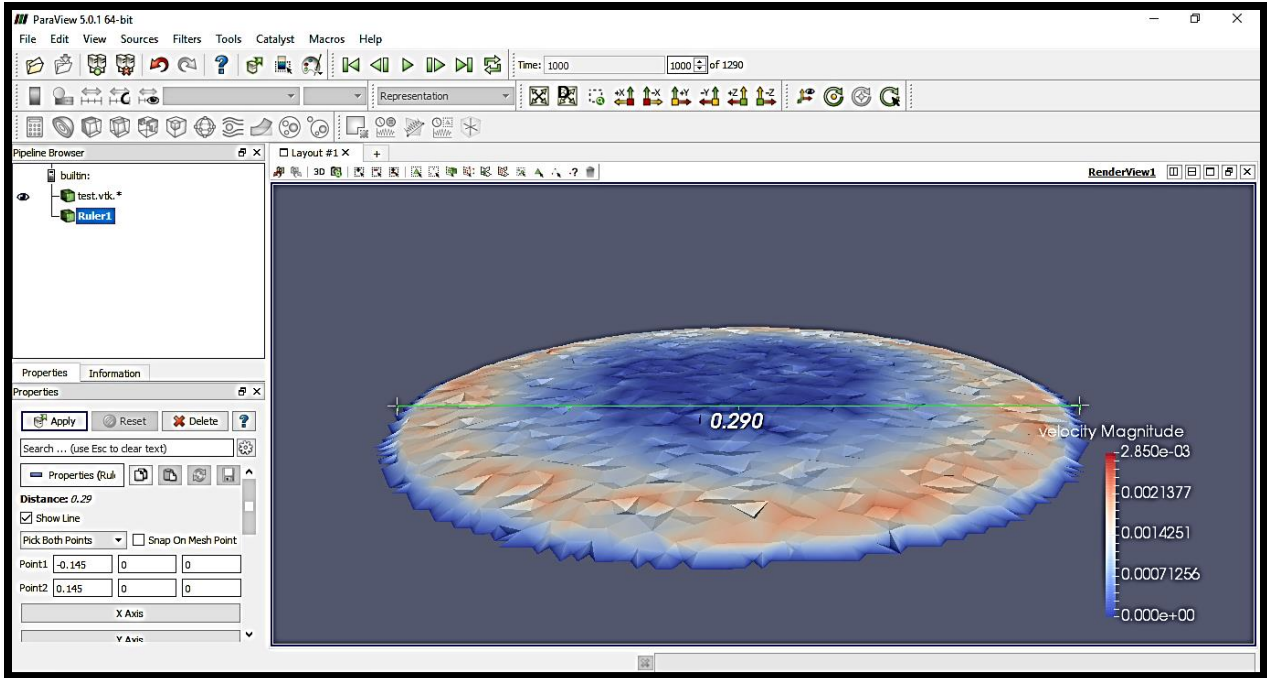 ParaView 5.0.1 64-bit
File Edit View Sources Filters Tools Catalyst Macros Help
Time: 1000 1000 of 1290
Representation
Pipeline Browser
Layout #1 X +
3D
RenderView1
builtin:
test.vtk.*
Ruler1
Properties Information
Properties
Apply Reset Delete ?
Search ... (use Esc to clear text)
Properties (Rul
Distance: 0.29
Show Line
Pick Both Points Snap On Mesh Point
Point1 -0.145 0 0
Point2 0.145 0 0
X Axis
Y Axis
0.290
velocity Magnitude
2.850e-03
0.0021377
0.0014251
0.00071256
0.000e+00